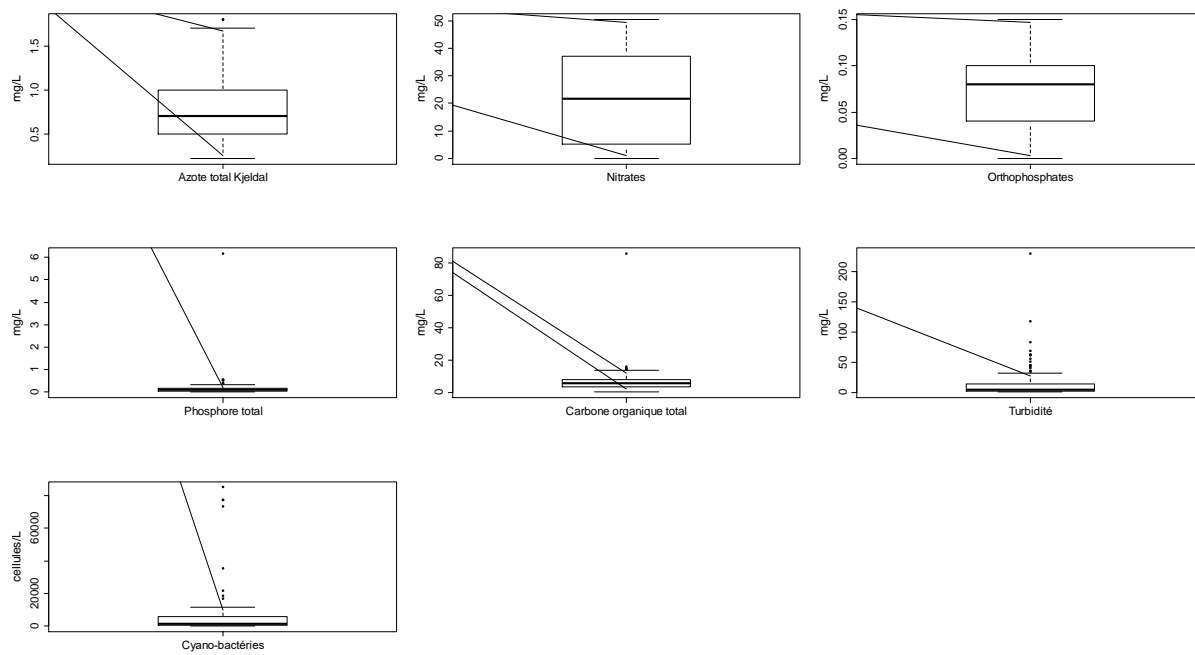 mg/L
0.5 1.0 1.5
Azote total Kjeldal
mg/L
0 10 20 30 40 50
Nitrates
mg/L
0.00 0.05 0.10 0.15
Orthophosphates
mg/L
0 1 2 3 4 5 6
Phosphore total
mg/L
0 20 40 60 80
Carbone organique total
mg/L
0 50 100 150 200
Turbidité
cellules/L
0 20000 60000
Cyano-bactéries